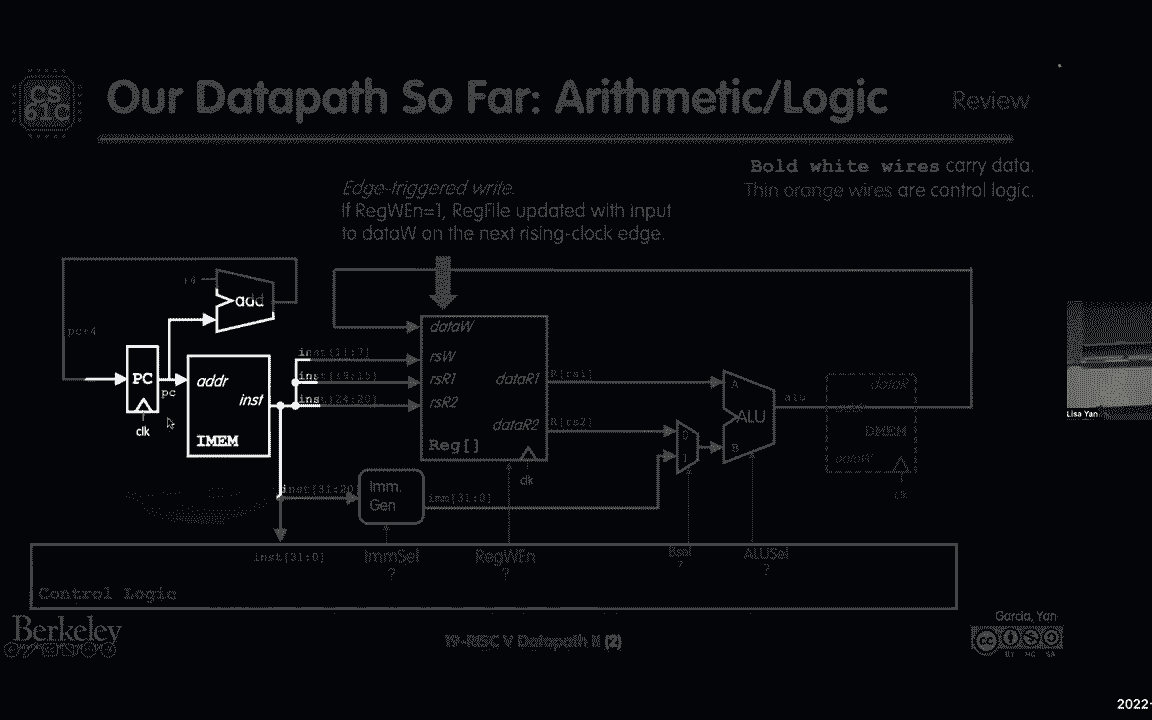 CS
61C
Our Datapath So Far: Arithmetic/Logic
Review
Bold white wires carry data.
Thin orange wires are control logic.
Edge-triggered write.
If RegWEn=1, RegFile updated with input
to dataW on the next rising-clock edge.
+4
add
pc+4
PC
pc
clk
addr
inst
IMEM
inst[11:7]
inst[19:15]
inst[24:20]
dataW
rsW
rsR1
rsR2
dataR1
dataR2
Reg[]
clk
R[rs1]
R[rs2]
0
1
A
ALU
B
alu
dataR
addr
DMEM
dataW
clk
inst[31:20]
Imm.
Gen
imm[31:0]
inst[31:0]
ImmSel
?
RegWEn
?
Bsel
?
ALUSel
?
Control Logic
Lisa Yan
Berkeley
19-RISC V Datapath II (2)
Garcia, Yan
cc
BY NC SA
2022-